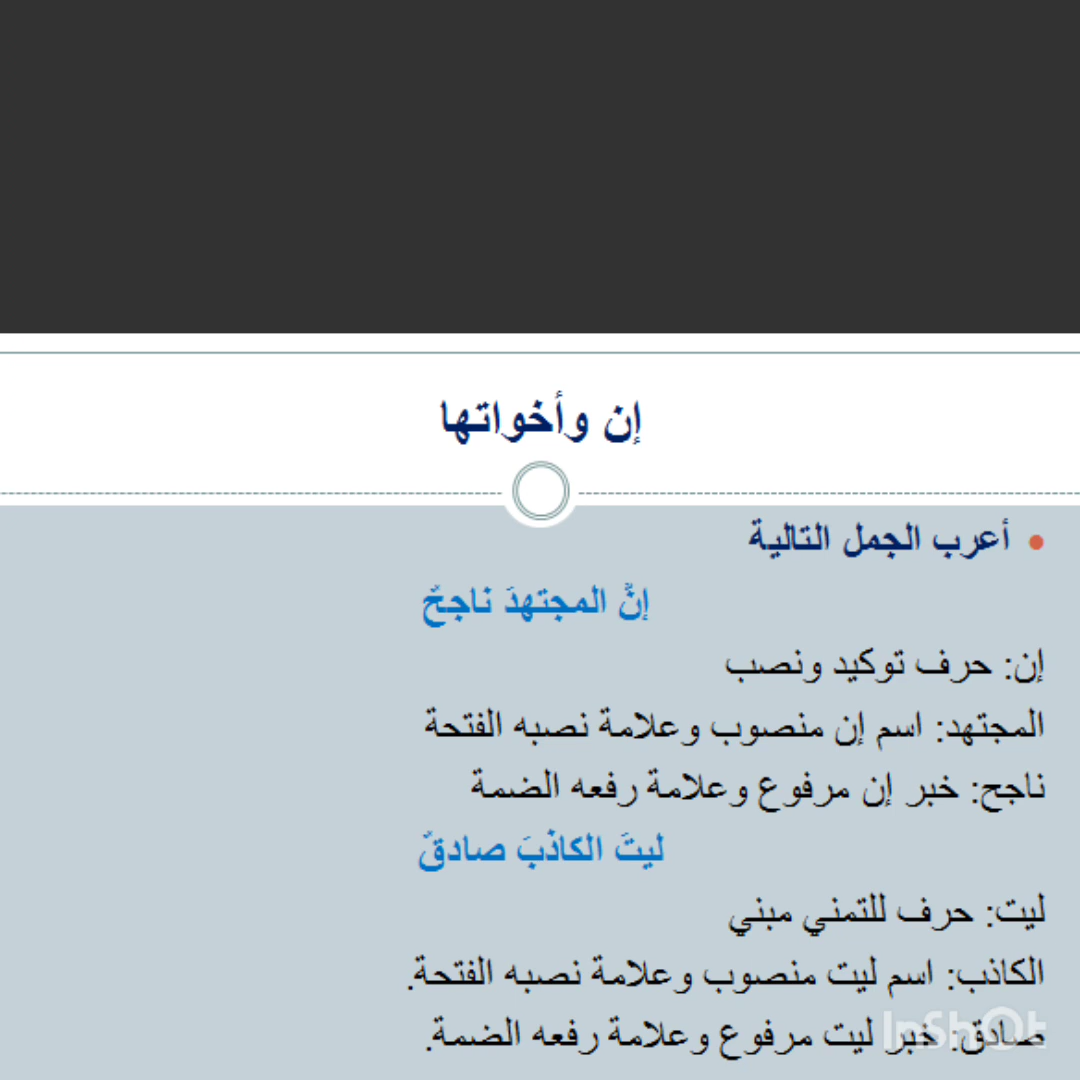 إن وأخواتها
• أعرب الجمل التالية
إنَّ المجتهدَ ناجحٌ
إن: حرف توكيد ونصب
المجتهد: اسم إن منصوب وعلامة نصبه الفتحة
ناجح: خبر إن مرفوع وعلامة رفعه الضمة
ليتَ الكاذبَ صادقٌ
ليت: حرف للتمني مبني
الكاذب: اسم ليت منصوب وعلامة نصبه الفتحة.
صادق: خبر ليت مرفوع وعلامة رفعه الضمة.
InShOt